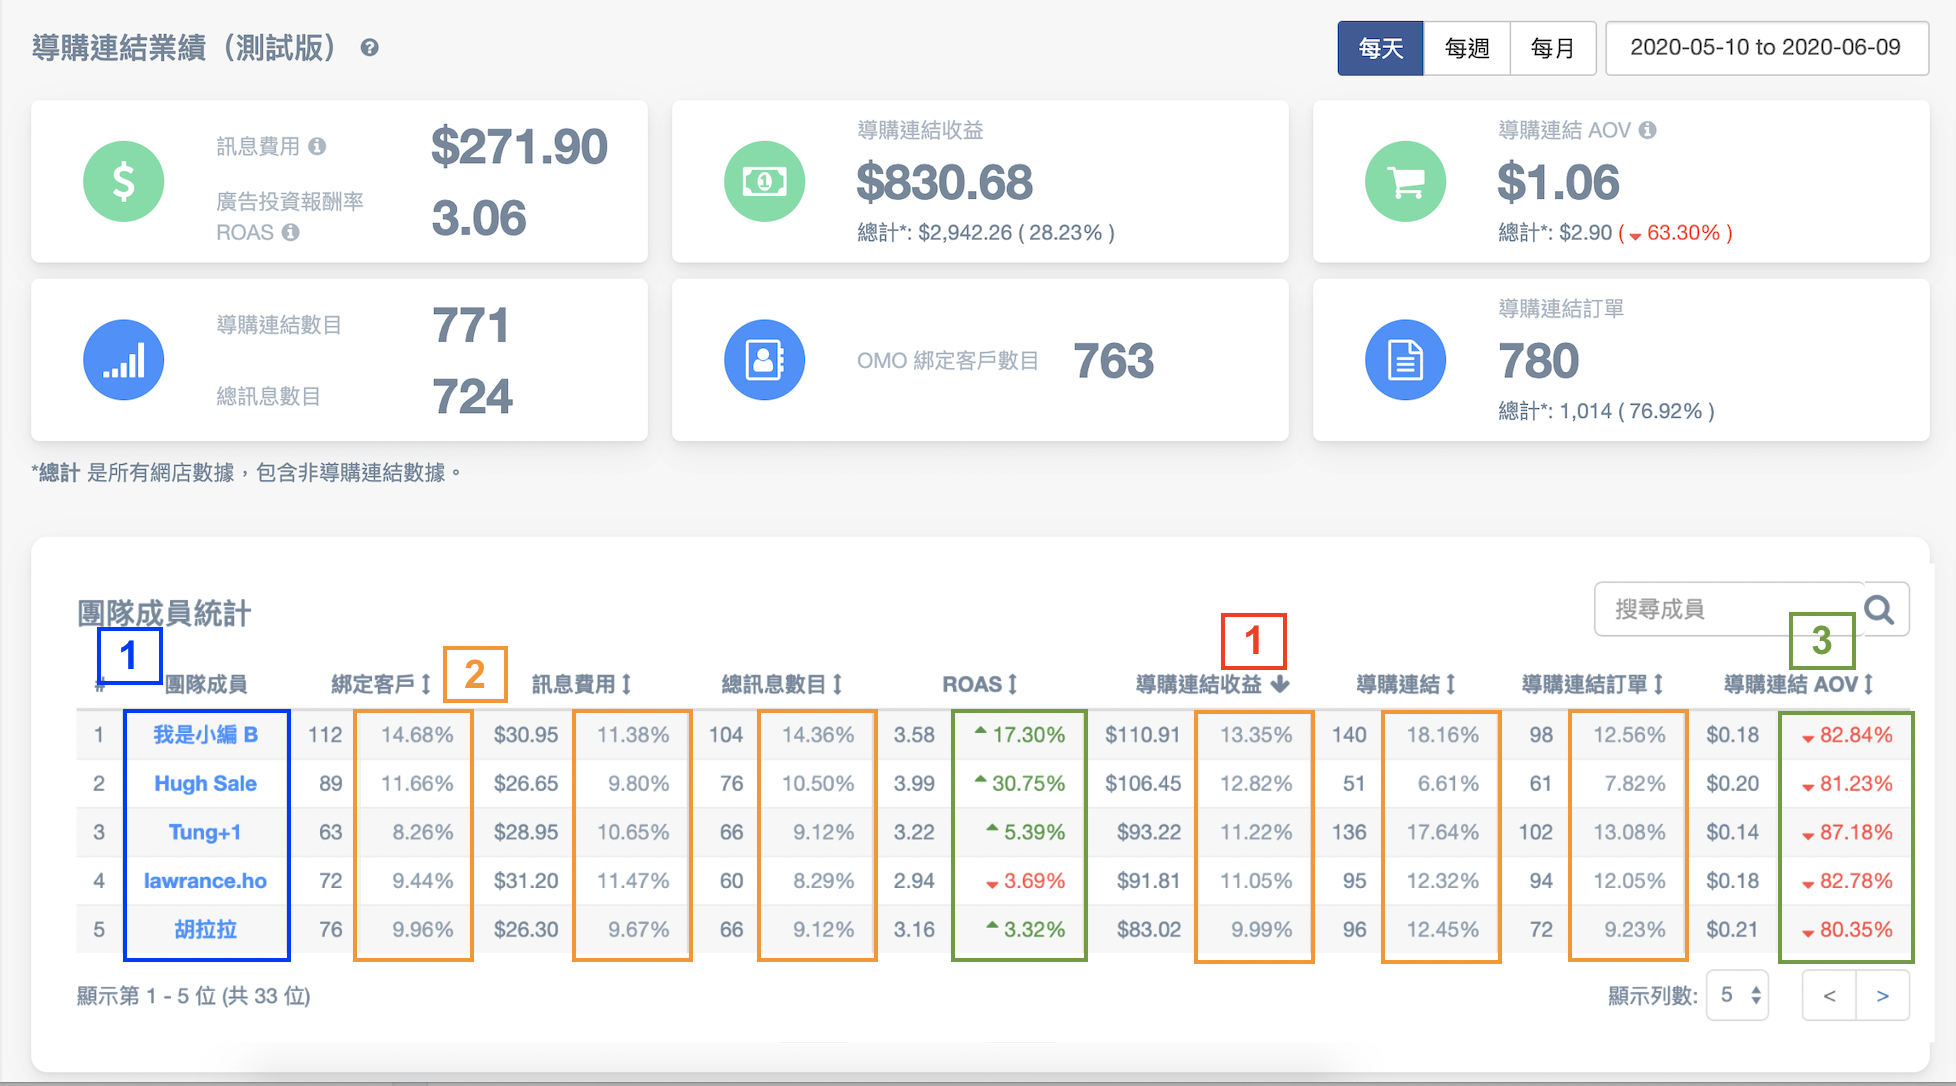 導購連結業績（測試版）
每天 每週 每月 2020-05-10 to 2020-06-09
訊息費用 $271.90
廣告投資報酬率 ROAS 3.06
導購連結收益
$830.68
總計*: $2,942.26 ( 28.23% )
導購連結 AOV
$1.06
總計*: $2.90 ( 63.30% )
導購連結數目 771
總訊息數目 724
OMO 綁定客戶數目 763
導購連結訂單
780
總計*: 1,014 ( 76.92% )
*總計 是所有網店數據，包含非導購連結數據。
團隊成員統計
搜尋成員
1 2 1 3
# 團隊成員 綁定客戶 訊息費用 總訊息數目 ROAS 導購連結收益 導購連結 導購連結訂單 導購連結 AOV
1 我是小編 B 112 14.68% $30.95 11.38% 104 14.36% 3.58 17.30% $110.91 13.35% 140 18.16% 98 12.56% $0.18 82.84%
2 Hugh Sale 89 11.66% $26.65 9.80% 76 10.50% 3.99 30.75% $106.45 12.82% 51 6.61% 61 7.82% $0.20 81.23%
3 Tung+1 63 8.26% $28.95 10.65% 66 9.12% 3.22 5.39% $93.22 11.22% 136 17.64% 102 13.08% $0.14 87.18%
4 lawrance.ho 72 9.44% $31.20 11.47% 60 8.29% 2.94 3.69% $91.81 11.05% 95 12.32% 94 12.05% $0.18 82.78%
5 胡拉拉 76 9.96% $26.30 9.67% 66 9.12% 3.16 3.32% $83.02 9.99% 96 12.45% 72 9.23% $0.21 80.35%
顯示第 1 - 5 位 (共 33 位)
顯示列數: 5 < >